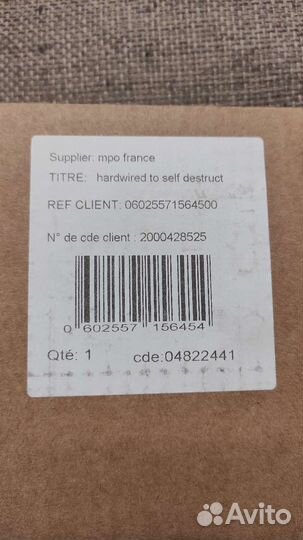 Supplier: mpo france
TITRE: hardwired to self destruct
REF CLIENT: 06025571564500
N° de cde client : 2000428525
0 602557 156454
Qté: 1 cde:04822441
Avito